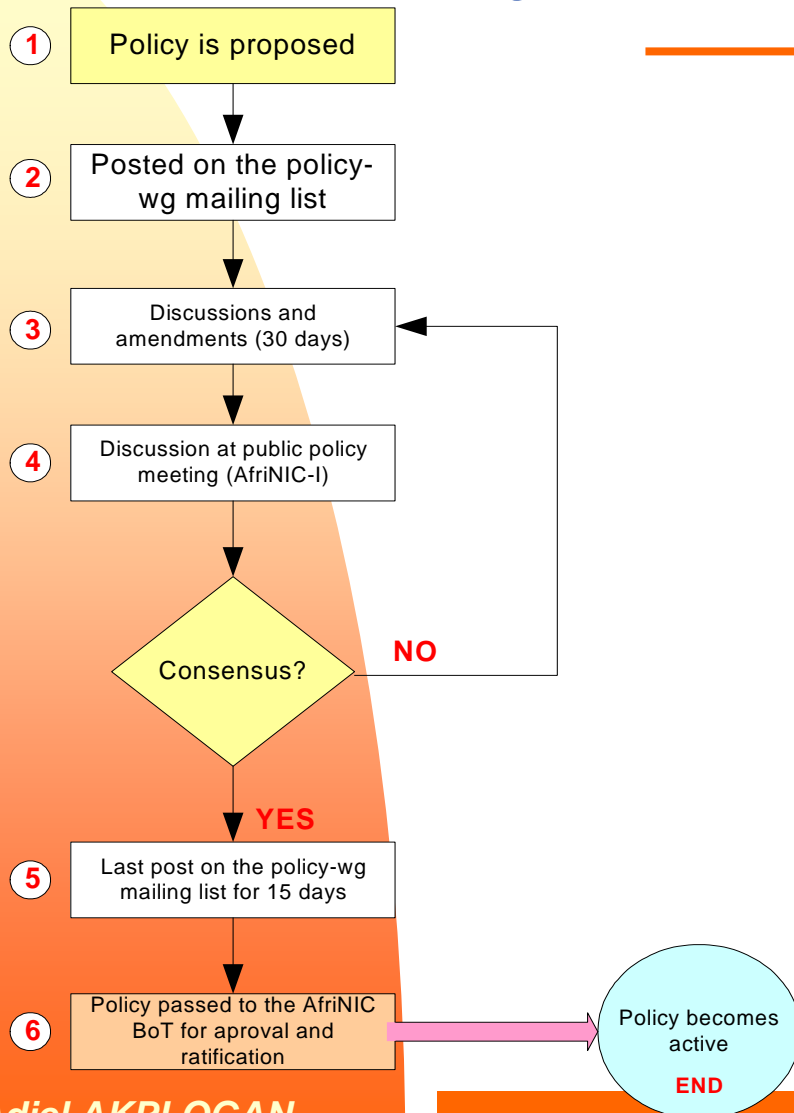 1
Policy is proposed
2
Posted on the policy-
wg mailing list
3
Discussions and
amendments (30 days)
4
Discussion at public policy
meeting (AfriNIC-I)
Consensus?
NO
YES
5
Last post on the policy-wg
mailing list for 15 days
6
Policy passed to the AfriNIC
BoT for aproval and
ratification
Policy becomes
active
END